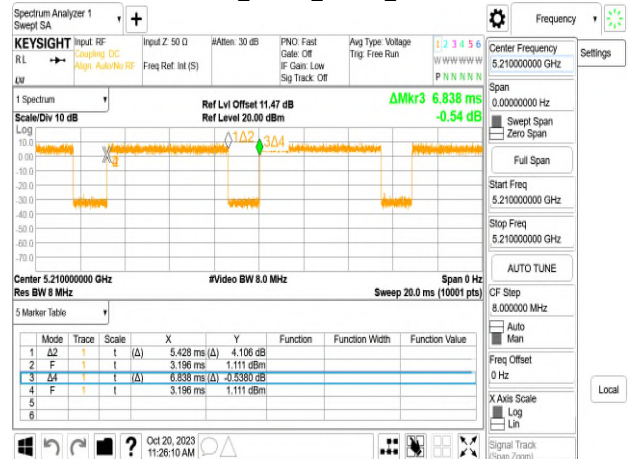 Spectrum Analyzer 1
Swept SA
+
Frequency
KEYSIGHT Input: RF Input Z: 50 Ω #Atten: 30 dB PNO: Fast Avg Type: Voltage 1 2 3 4 5 6
RL Coupling: DC Gate: Off Trig: Free Run
Align: Auto/No RF Freq Ref: Int (S) IF Gain: Low W W W W W W
Sig Track: Off P N N N N N
1 Spectrum
Scale/Div 10 dB
Ref Lvl Offset 11.47 dB
Ref Level 20.00 dBm
ΔMkr3 6.838 ms
-0.54 dB
Log
10.0
0.00
-10.0
-20.0
-30.0
-40.0
-50.0
-60.0
-70.0
1Δ2
3Δ4
Center 5.210000000 GHz #Video BW 8.0 MHz Span 0 Hz
Res BW 8 MHz Sweep 20.0 ms (10001 pts)
5 Marker Table
Mode Trace Scale X Y Function Function Width Function Value
1 Δ2 1 t (Δ) 5.428 ms (Δ) 4.106 dB
2 F 1 t 3.196 ms 1.111 dBm
3 Δ4 1 t (Δ) 6.838 ms (Δ) -0.5380 dB
4 F 1 t 3.196 ms 1.111 dBm
5
6
?
Oct 20, 2023
11:26:10 AM
Center Frequency
5.210000000 GHz
Settings
Span
0.00000000 Hz
Swept Span
Zero Span
Full Span
Start Freq
5.210000000 GHz
Stop Freq
5.210000000 GHz
AUTO TUNE
CF Step
8.000000 MHz
Auto
Man
Freq Offset
0 Hz
X Axis Scale
Log
Lin
Local
Signal Track
(Span Zoom)